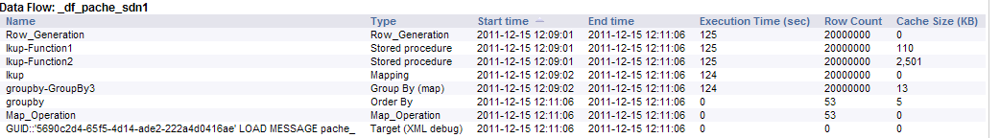 Data Flow: _df_pache_sdn1
Name Type Start time End time Execution Time (sec) Row Count Cache Size (KB)
Row_Generation Row_Generation 2011-12-15 12:09:01 2011-12-15 12:11:06 125 20000000 0
lkup-Function1 Stored procedure 2011-12-15 12:09:01 2011-12-15 12:11:06 125 20000000 110
lkup-Function2 Stored procedure 2011-12-15 12:09:01 2011-12-15 12:11:06 125 20000000 2,501
lkup Mapping 2011-12-15 12:09:02 2011-12-15 12:11:06 124 20000000 0
groupby-GroupBy3 Group By (map) 2011-12-15 12:09:02 2011-12-15 12:11:06 124 20000000 13
groupby Order By 2011-12-15 12:11:06 2011-12-15 12:11:06 0 53 5
Map_Operation Map_Operation 2011-12-15 12:11:06 2011-12-15 12:11:06 0 53 0
GUID::'5690c2d4-65f5-4d14-ade2-222a4d0416ae' LOAD MESSAGE pache_ Target (XML debug) 2011-12-15 12:11:06 2011-12-15 12:11:06 0 0 0